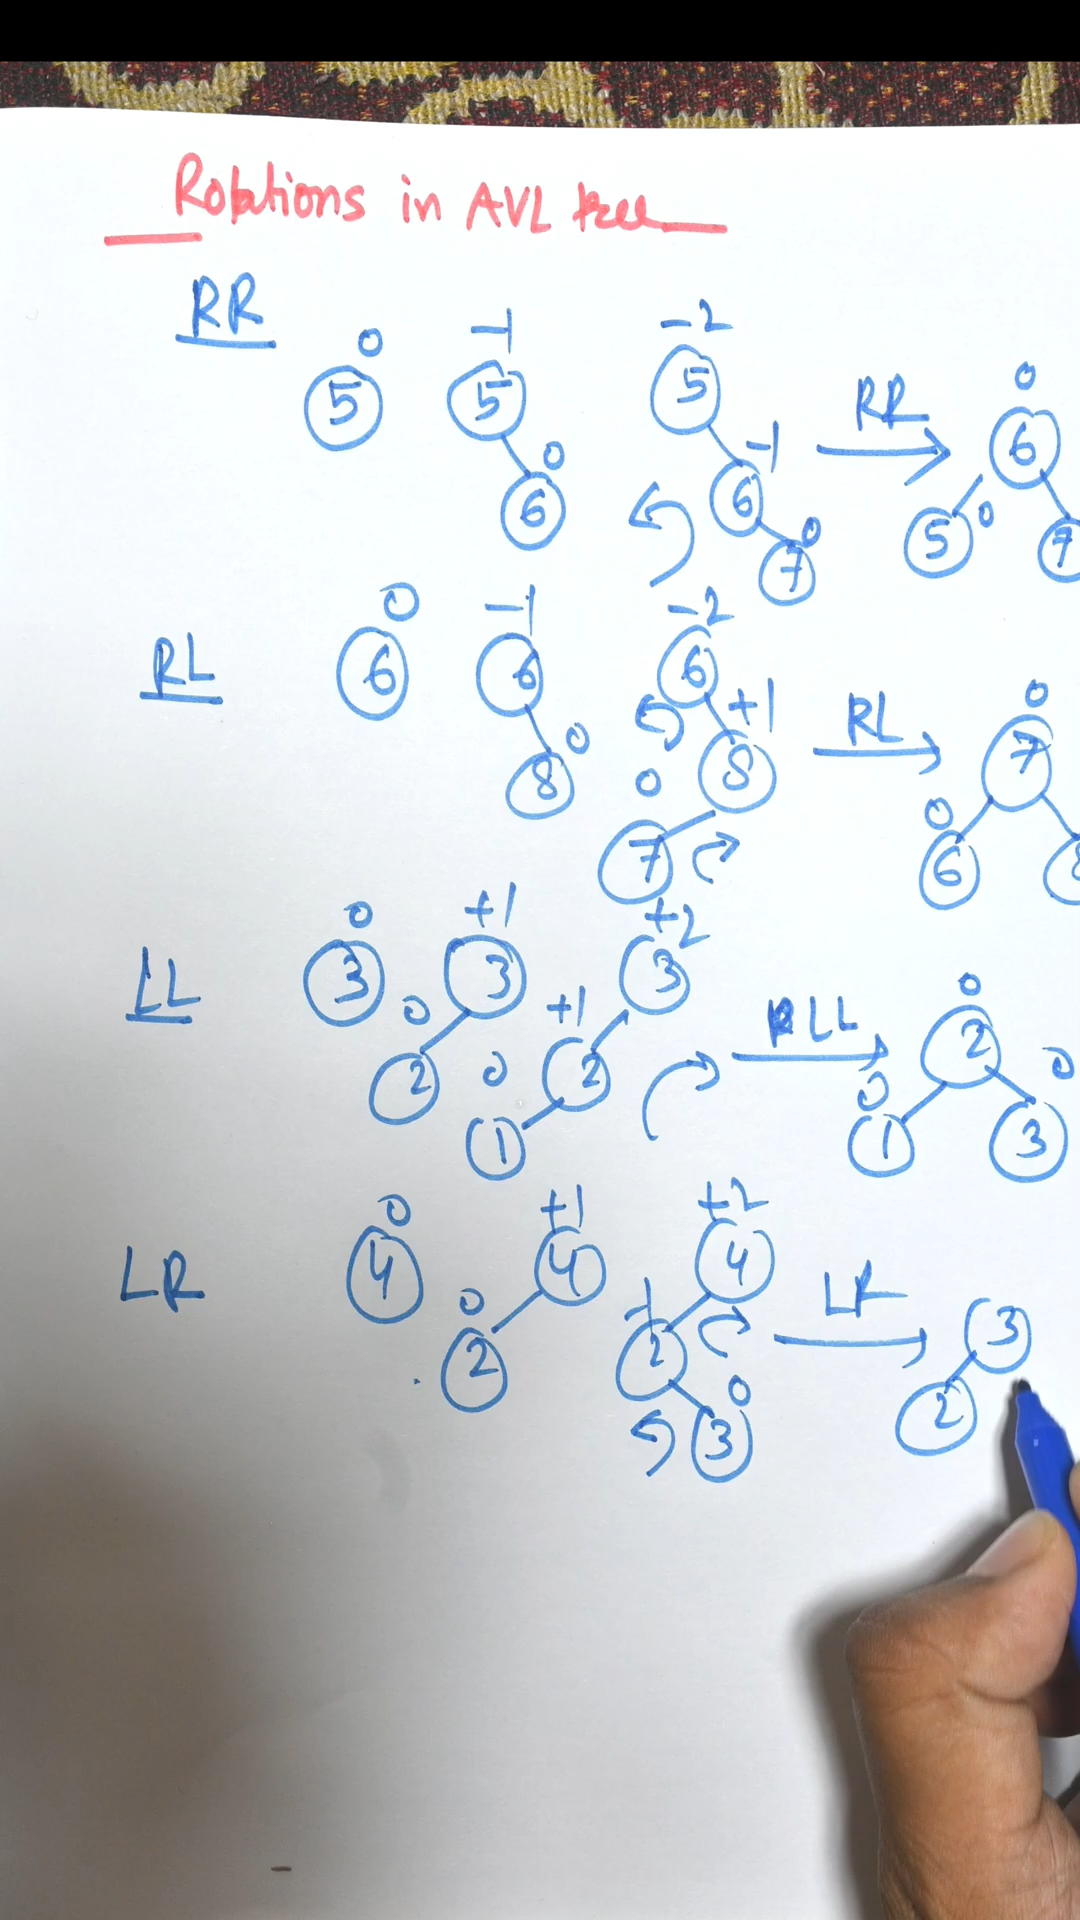 Rotations in AVL tree
RR
0 -1 -2
5 5 5 RR 0
0 -1 6
6 6 0 5 0 7
7
RL
0 -1 -2
6 6 6 +1 RL 0
0 8 7
8 0 0
7 6 8
LL
0 +1 +2
3 3 3 LL 0
0 +1 2 0
2 0 2 0
1 1 3
LR
0 +1 +2
4 4 4 LR
0 -1 3
2 2 0 2
3